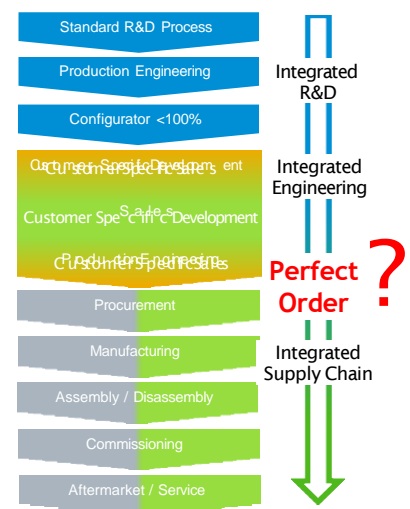 Standard R&D Process
Production Engineering
Configurator <100%
Customer Specific Development
Procurement
Manufacturing
Assembly / Disassembly
Commissioning
Aftermarket / Service
Integrated
R&D
Integrated
Engineering
Perfect
Order
?
Integrated
Supply Chain